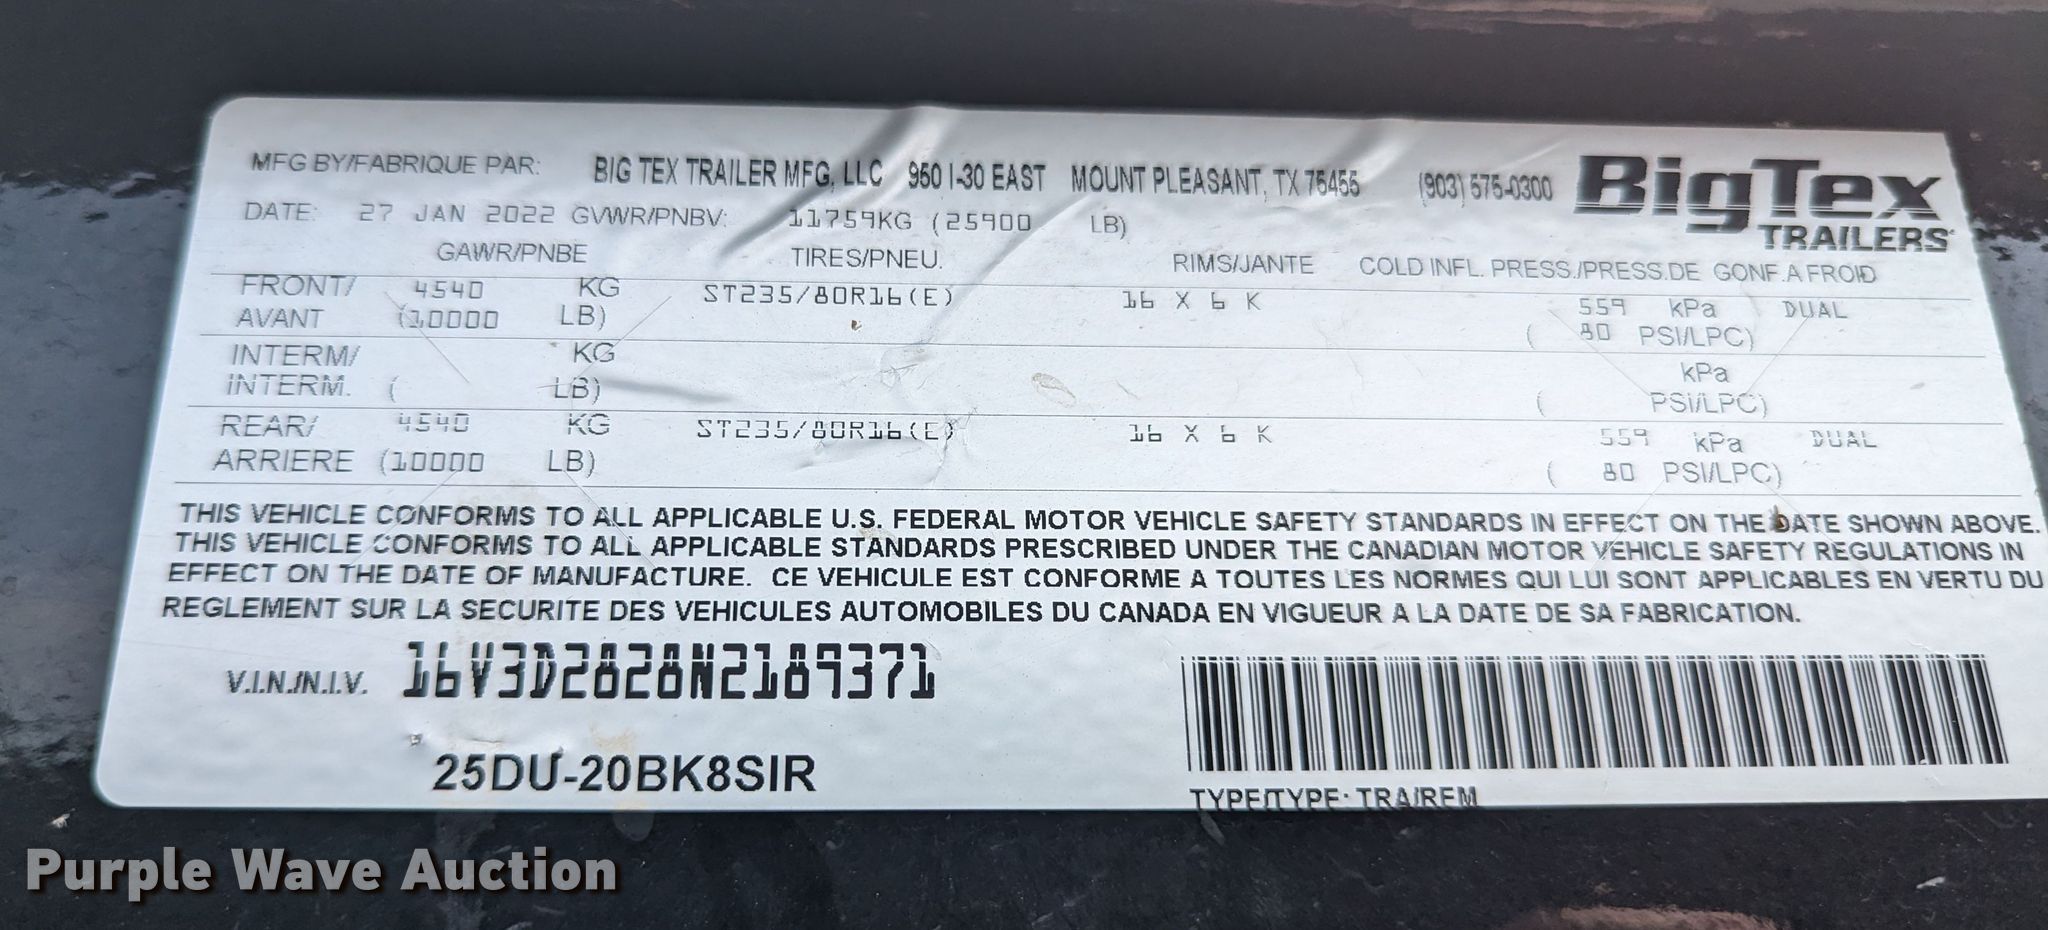 MFG BY/FABRIQUE PAR: BIG TEX TRAILER MFG, LLC 950 I-30 EAST MOUNT PLEASANT, TX 75455 (903) 575-0300
BigTex TRAILERS
DATE: 27 JAN 2022 GVWR/PNBV: 11759KG (25900 LB)
GAWR/PNBE TIRES/PNEU. RIMS/JANTE COLD INFL. PRESS./PRESS.DE GONF.A FROID
FRONT/ 4540 KG ST235/80R16(E) 16 X 6 K 559 kPa DUAL
AVANT (10000 LB) ( 80 PSI/LPC)
INTERM/ KG kPa
INTERM. ( LB) ( PSI/LPC)
REAR/ 4540 KG ST235/80R16(E) 16 X 6 K 559 kPa DUAL
ARRIERE (10000 LB) ( 80 PSI/LPC)
THIS VEHICLE CONFORMS TO ALL APPLICABLE U.S. FEDERAL MOTOR VEHICLE SAFETY STANDARDS IN EFFECT ON THE DATE SHOWN ABOVE.
THIS VEHICLE CONFORMS TO ALL APPLICABLE STANDARDS PRESCRIBED UNDER THE CANADIAN MOTOR VEHICLE SAFETY REGULATIONS IN
EFFECT ON THE DATE OF MANUFACTURE. CE VEHICULE EST CONFORME A TOUTES LES NORMES QUI LUI SONT APPLICABLES EN VERTU DU
REGLEMENT SUR LA SECURITE DES VEHICULES AUTOMOBILES DU CANADA EN VIGUEUR A LA DATE DE SA FABRICATION.
V.I.N./N.I.V. 16V3D2828N2189371
25DU-20BK8SIR
TYPE/TYPE: TRA/REM
Purple Wave Auction